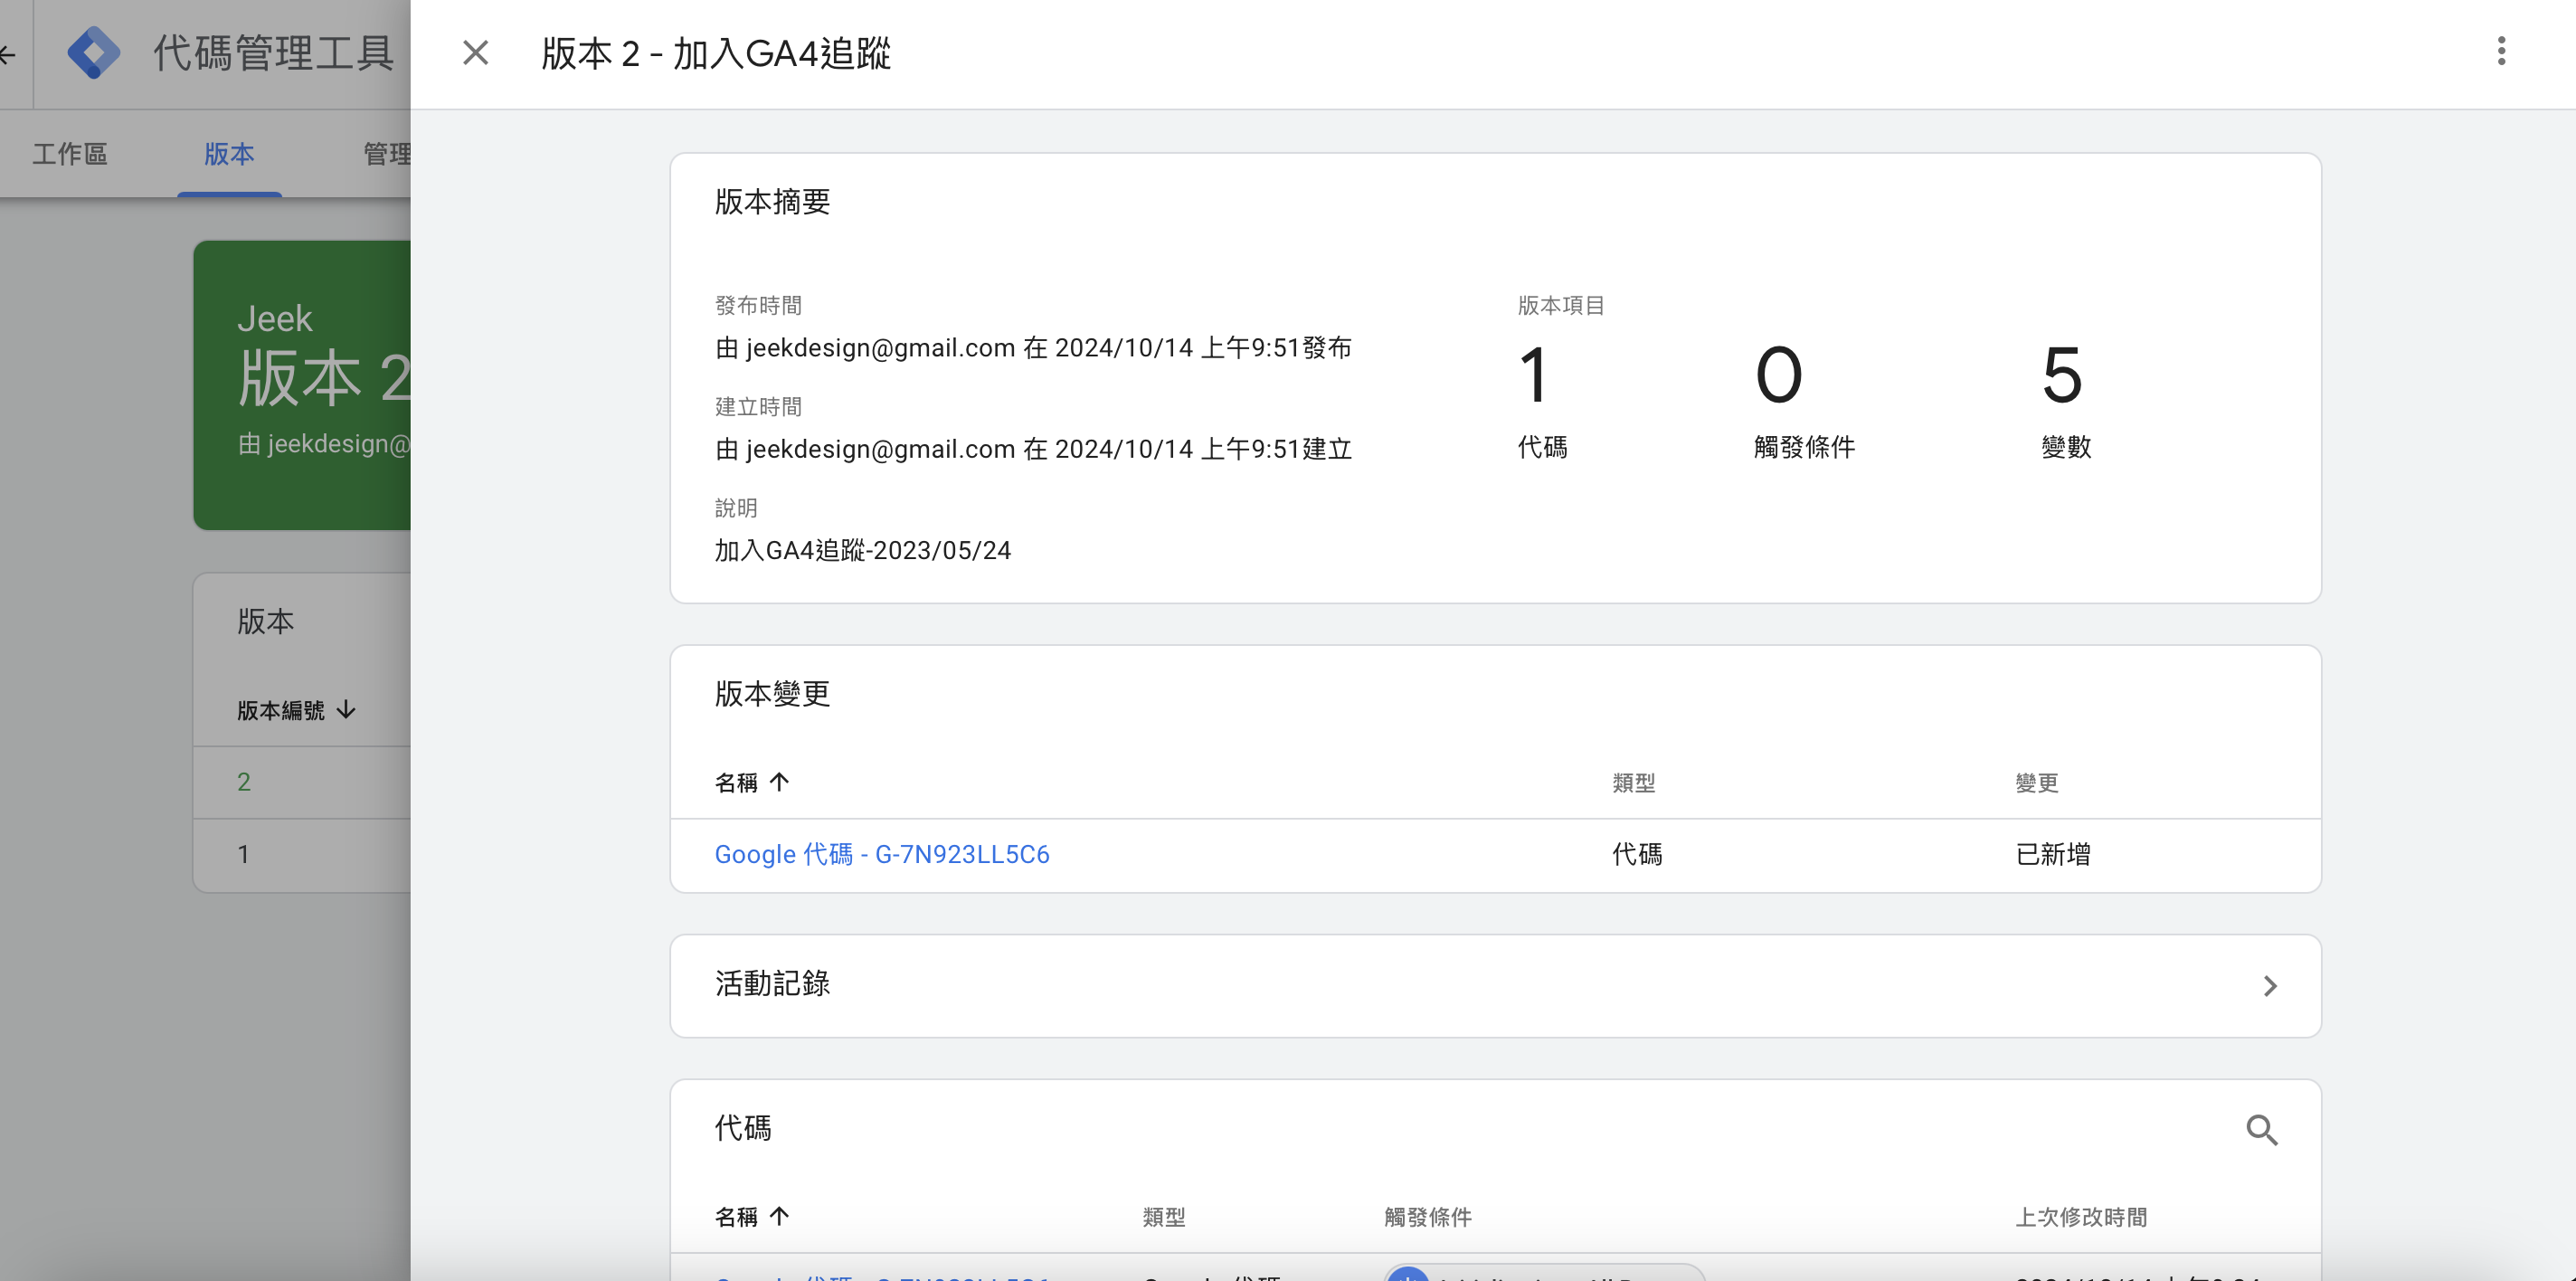 代碼管理工具
工作區
版本
管理
Jeek
版本 2
由 jeekdesign@
版本
版本編號
2
1
版本 2 - 加入GA4追蹤
版本摘要
發布時間
由 jeekdesign@gmail.com 在 2024/10/14 上午9:51發布
建立時間
由 jeekdesign@gmail.com 在 2024/10/14 上午9:51建立
說明
加入GA4追蹤-2023/05/24
版本項目
1 0 5
代碼 觸發條件 變數
版本變更
名稱 類型 變更
Google 代碼 - G-7N923LL5C6 代碼 已新增
活動記錄
代碼
名稱 類型 觸發條件 上次修改時間